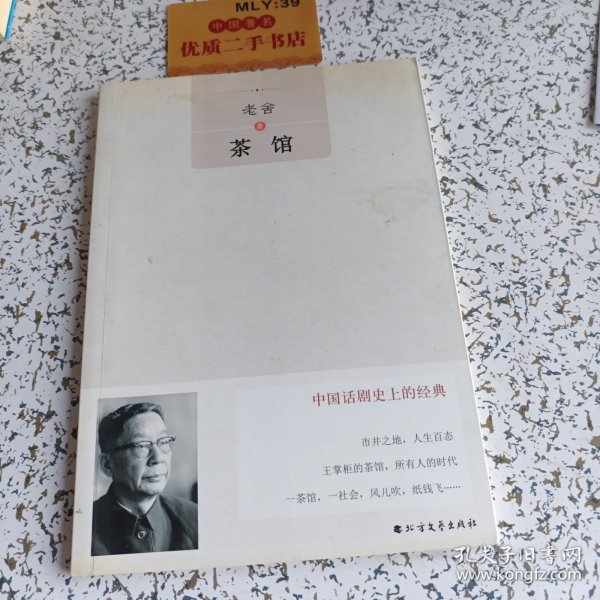 MLY:39
中国著名
优质二手书店
老舍
著
茶馆
中国话剧史上的经典
市井之地，人生百态
王掌柜的茶馆，所有人的时代
一茶馆，一社会，风儿吹，纸钱飞……
北方文艺出版社
孔夫子旧书网
www.kongfz.com